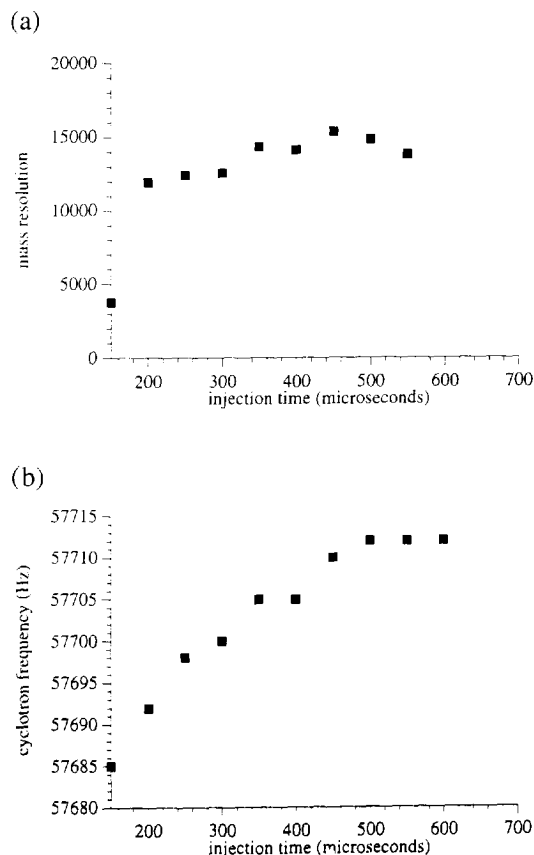 (a)
mass resolution
20000
15000
10000
5000
0
200 300 400 500 600 700
injection time (microseconds)
(b)
cyclotron frequency (Hz)
57715
57710
57705
57700
57695
57690
57685
57680
200 300 400 500 600 700
injection time (microseconds)